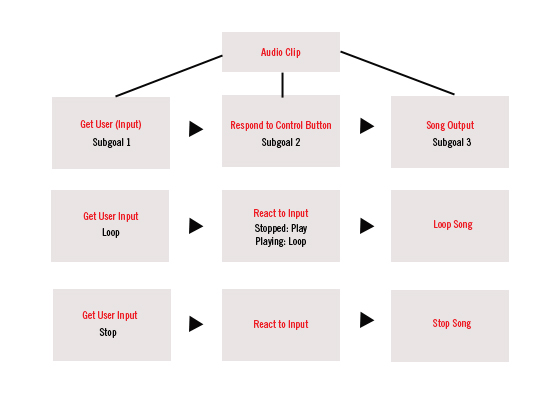 Audio Clip
Get User (Input)
Subgoal 1
Respond to Control Button
Subgoal 2
Song Output
Subgoal 3
Get User Input
Loop
React to Input
Stopped: Play
Playing: Loop
Loop Song
Get User Input
Stop
React to Input
Stop Song